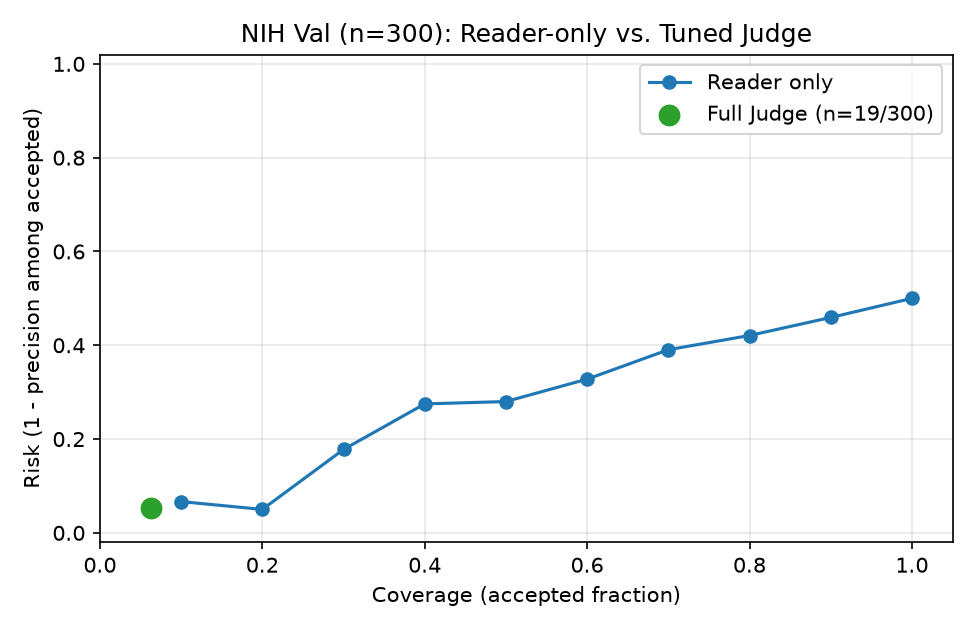 NIH Val (n=300): Reader-only vs. Tuned Judge
Reader only
Full Judge (n=19/300)
Risk (1 - precision among accepted)
1.0
0.8
0.6
0.4
0.2
0.0
0.0 0.2 0.4 0.6 0.8 1.0
Coverage (accepted fraction)